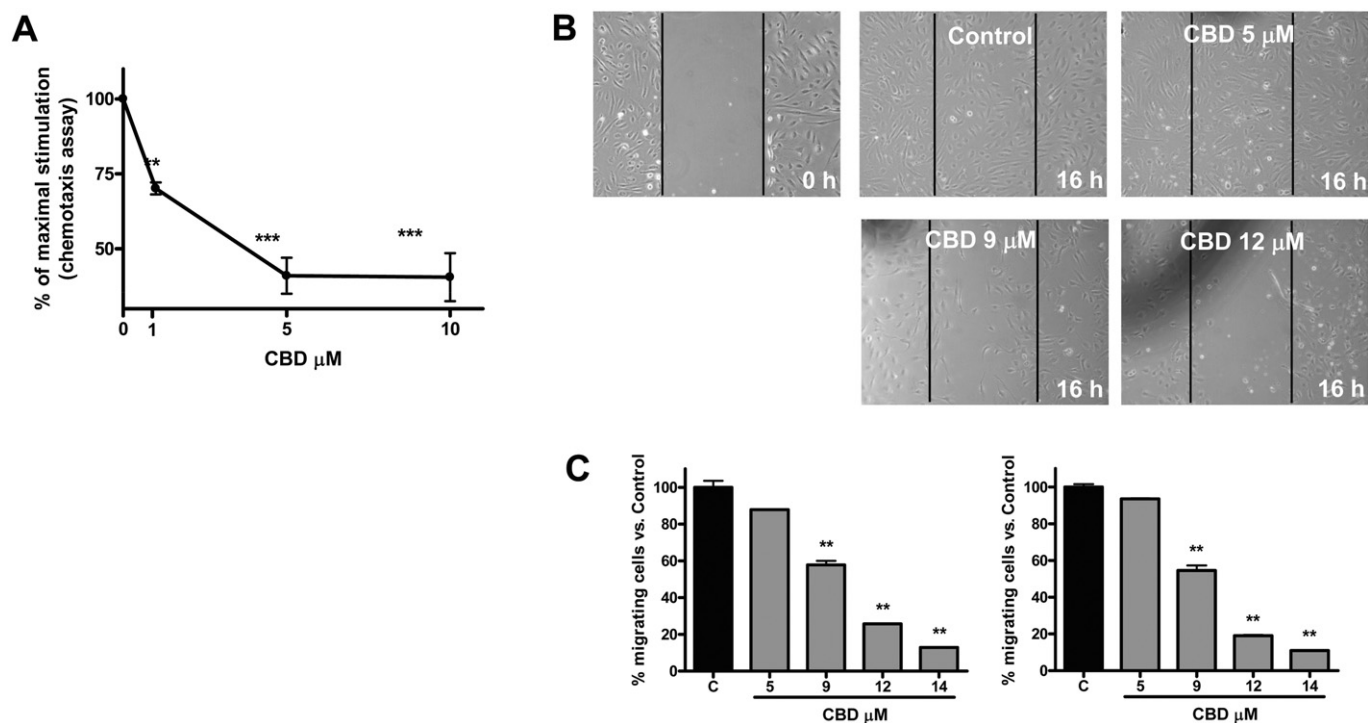 A
% of maximal stimulation
(chemotaxis assay)
100
75
50
**
***
***
0 1 5 10
CBD μM
B
0 h
Control
16 h
CBD 5 μM
16 h
CBD 9 μM
16 h
CBD 12 μM
16 h
C
% migrating cells vs. Control
100
80
60
40
20
0
**
**
**
C 5 9 12 14
CBD μM
% migrating cells vs. Control
100
80
60
40
20
0
**
**
**
C 5 9 12 14
CBD μM